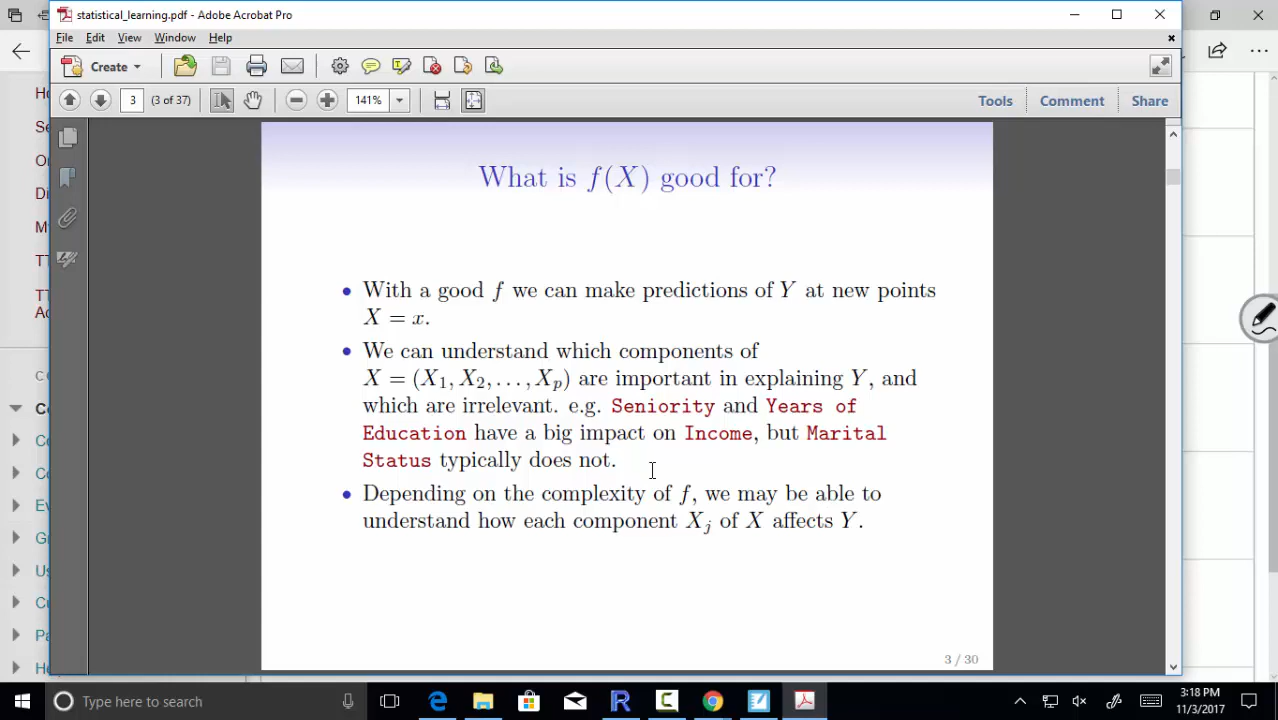 statistical_learning.pdf - Adobe Acrobat Pro
File Edit View Window Help
Create
3 (3 of 37) 141% Tools Comment Share
What is f(X) good for?
• With a good f we can make predictions of Y at new points
X = x.
• We can understand which components of
X = (X₁, X₂, . . . , Xₚ) are important in explaining Y, and
which are irrelevant. e.g. Seniority and Years of
Education have a big impact on Income, but Marital
Status typically does not.
• Depending on the complexity of f, we may be able to
understand how each component Xⱼ of X affects Y.
3 / 30
Type here to search
3:18 PM
11/3/2017